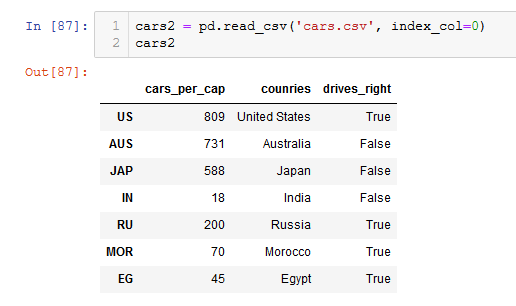 In [87]: 1 cars2 = pd.read_csv('cars.csv', index_col=0)
2 cars2
Out[87]:
cars_per_cap counries drives_right
US 809 United States True
AUS 731 Australia False
JAP 588 Japan False
IN 18 India False
RU 200 Russia True
MOR 70 Morocco True
EG 45 Egypt True